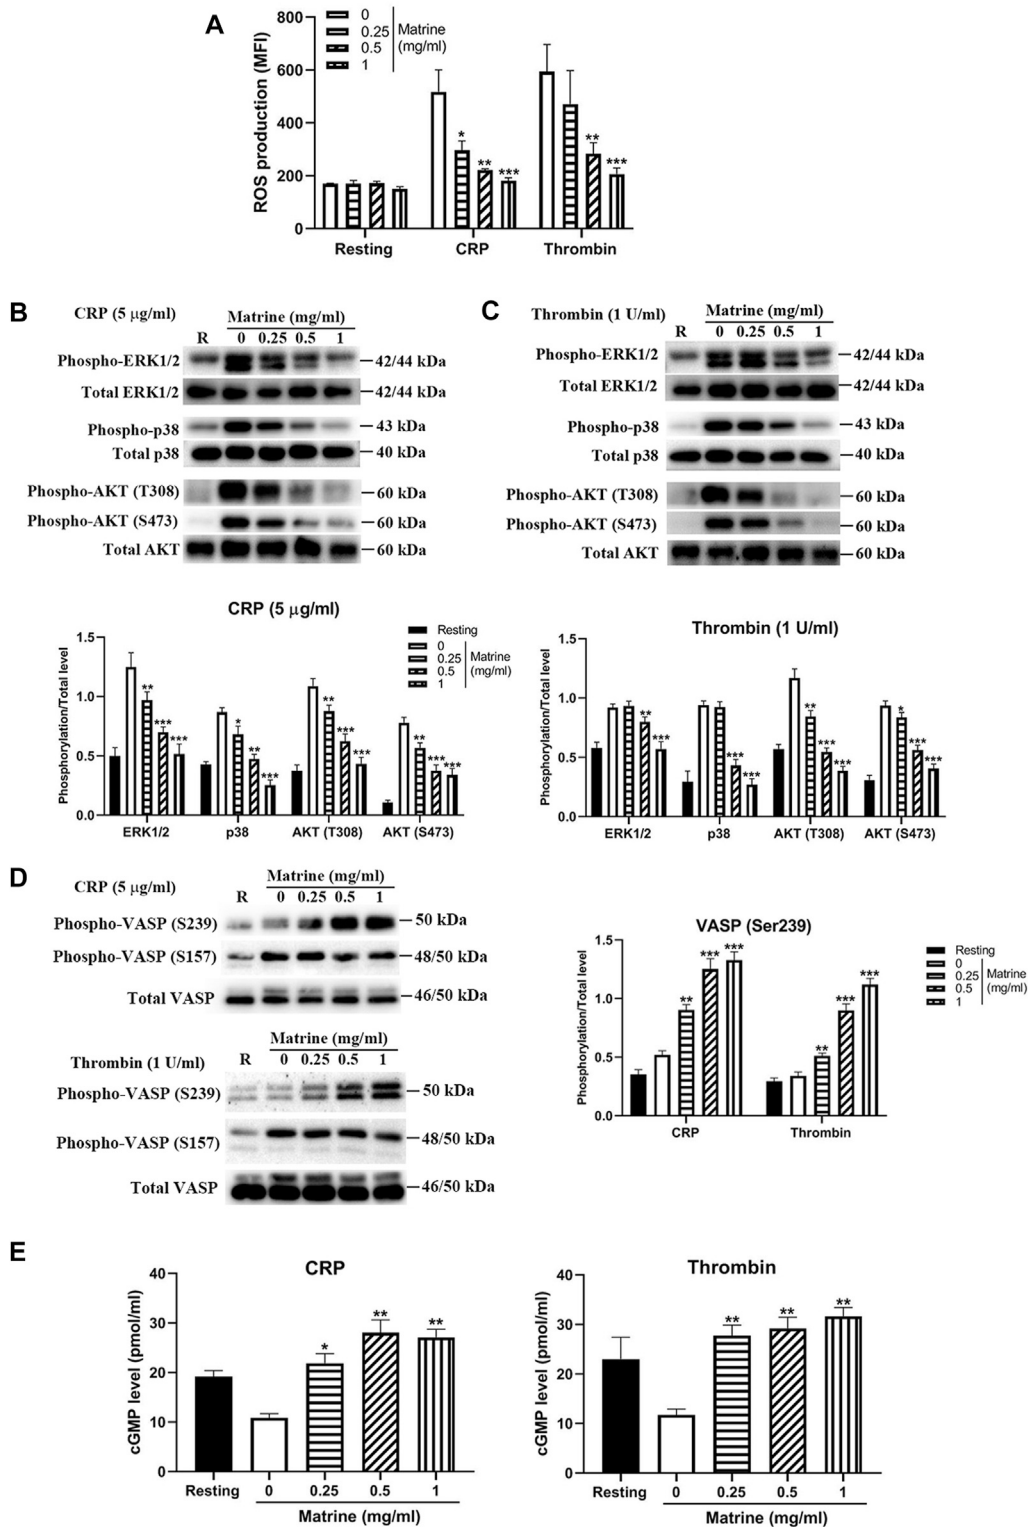 A
ROS production (MFI)
800
600
400
200
0
0
0.25
0.5
1
Matrine
(mg/ml)
*
**
***
**
***
Resting CRP Thrombin
B
CRP (5 μg/ml)
Matrine (mg/ml)
R 0 0.25 0.5 1
Phospho-ERK1/2 42/44 kDa
Total ERK1/2 42/44 kDa
Phospho-p38 43 kDa
Total p38 40 kDa
Phospho-AKT (T308) 60 kDa
Phospho-AKT (S473) 60 kDa
Total AKT 60 kDa
CRP (5 μg/ml)
Phosphorylation/Total level
1.5
1.0
0.5
0.0
Resting
0
0.25
0.5
1
Matrine
(mg/ml)
** *** ***
* ** ***
** *** ***
** *** ***
ERK1/2 p38 AKT (T308) AKT (S473)
C
Thrombin (1 U/ml)
Matrine (mg/ml)
R 0 0.25 0.5 1
Phospho-ERK1/2 42/44 kDa
Total ERK1/2 42/44 kDa
Phospho-p38 43 kDa
Total p38 40 kDa
Phospho-AKT (T308) 60 kDa
Phospho-AKT (S473) 60 kDa
Total AKT 60 kDa
Thrombin (1 U/ml)
Phosphorylation/Total level
1.5
1.0
0.5
0.0
** ***
*** ***
** *** ***
* *** ***
ERK1/2 p38 AKT (T308) AKT (S473)
D
CRP (5 μg/ml)
Matrine (mg/ml)
R 0 0.25 0.5 1
Phospho-VASP (S239) 50 kDa
Phospho-VASP (S157) 48/50 kDa
Total VASP 46/50 kDa
Thrombin (1 U/ml)
Matrine (mg/ml)
R 0 0.25 0.5 1
Phospho-VASP (S239) 50 kDa
Phospho-VASP (S157) 48/50 kDa
Total VASP 46/50 kDa
VASP (Ser239)
Phosphorylation/Total level
1.5
1.0
0.5
0.0
Resting
0
0.25
0.5
1
Matrine
(mg/ml)
** *** ***
** *** ***
CRP Thrombin
E
CRP
cGMP level (pmol/ml)
40
30
20
10
0
* ** **
Resting 0 0.25 0.5 1
Matrine (mg/ml)
Thrombin
cGMP level (pmol/ml)
40
30
20
10
0
** ** **
Resting 0 0.25 0.5 1
Matrine (mg/ml)